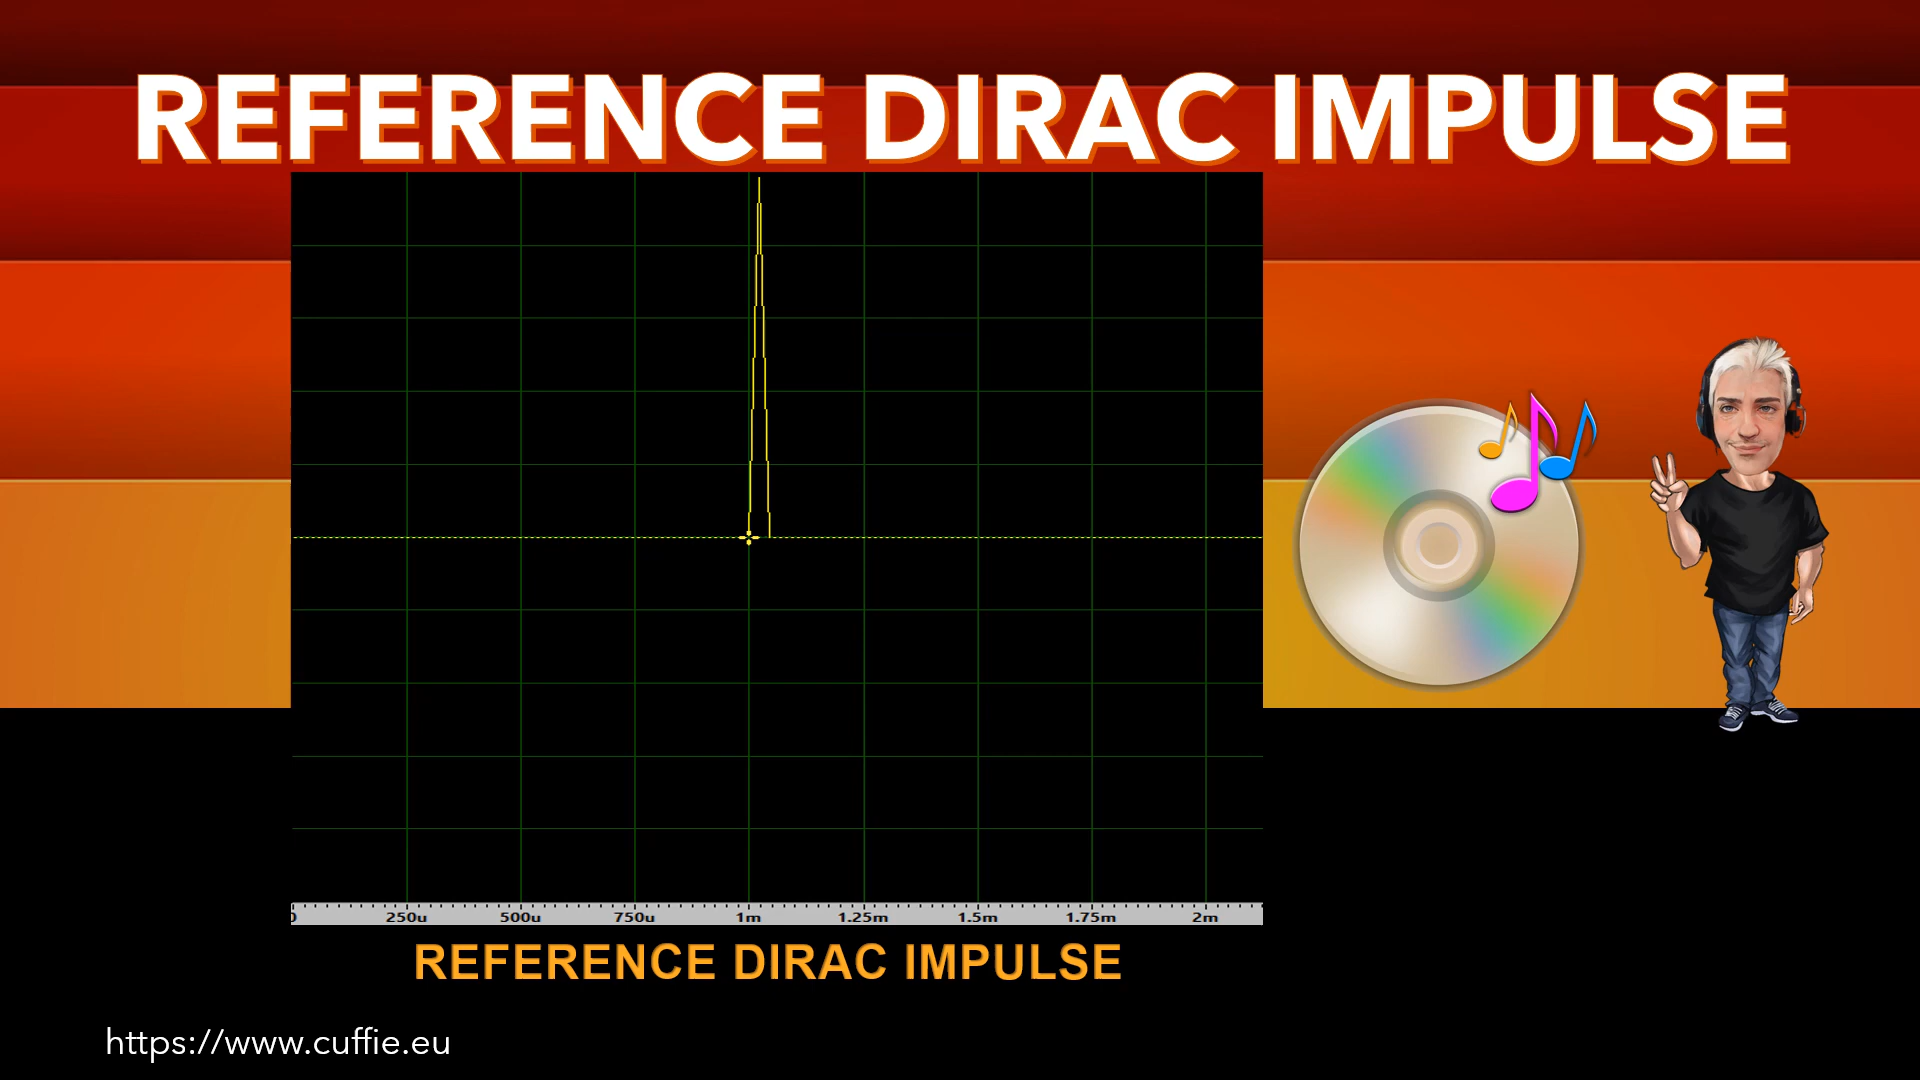 REFERENCE DIRAC IMPULSE
0 250u 500u 750u 1m 1.25m 1.5m 1.75m 2m
REFERENCE DIRAC IMPULSE
https://www.cuffie.eu